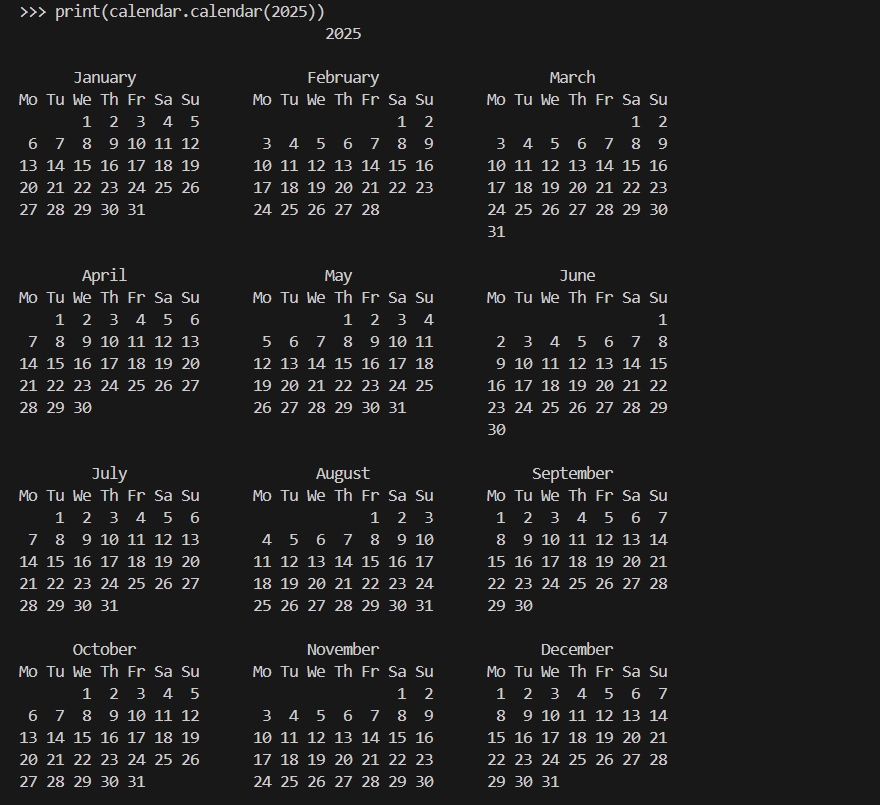 >>> print(calendar.calendar(2025))
                                  2025

      January                   February                   March
Mo Tu We Th Fr Sa Su      Mo Tu We Th Fr Sa Su      Mo Tu We Th Fr Sa Su
       1  2  3  4  5                      1  2                      1  2
 6  7  8  9 10 11 12       3  4  5  6  7  8  9       3  4  5  6  7  8  9
13 14 15 16 17 18 19      10 11 12 13 14 15 16      10 11 12 13 14 15 16
20 21 22 23 24 25 26      17 18 19 20 21 22 23      17 18 19 20 21 22 23
27 28 29 30 31            24 25 26 27 28            24 25 26 27 28 29 30
                                                    31

       April                      May                       June
Mo Tu We Th Fr Sa Su      Mo Tu We Th Fr Sa Su      Mo Tu We Th Fr Sa Su
    1  2  3  4  5  6                1  2  3  4                         1
 7  8  9 10 11 12 13       5  6  7  8  9 10 11       2  3  4  5  6  7  8
14 15 16 17 18 19 20      12 13 14 15 16 17 18       9 10 11 12 13 14 15
21 22 23 24 25 26 27      19 20 21 22 23 24 25      16 17 18 19 20 21 22
28 29 30                  26 27 28 29 30 31         23 24 25 26 27 28 29
                                                    30

        July                     August                  September
Mo Tu We Th Fr Sa Su      Mo Tu We Th Fr Sa Su      Mo Tu We Th Fr Sa Su
    1  2  3  4  5  6                   1  2  3       1  2  3  4  5  6  7
 7  8  9 10 11 12 13       4  5  6  7  8  9 10       8  9 10 11 12 13 14
14 15 16 17 18 19 20      11 12 13 14 15 16 17      15 16 17 18 19 20 21
21 22 23 24 25 26 27      18 19 20 21 22 23 24      22 23 24 25 26 27 28
28 29 30 31               25 26 27 28 29 30 31      29 30

      October                   November                  December
Mo Tu We Th Fr Sa Su      Mo Tu We Th Fr Sa Su      Mo Tu We Th Fr Sa Su
       1  2  3  4  5                      1  2       1  2  3  4  5  6  7
 6  7  8  9 10 11 12       3  4  5  6  7  8  9       8  9 10 11 12 13 14
13 14 15 16 17 18 19      10 11 12 13 14 15 16      15 16 17 18 19 20 21
20 21 22 23 24 25 26      17 18 19 20 21 22 23      22 23 24 25 26 27 28
27 28 29 30 31            24 25 26 27 28 29 30      29 30 31